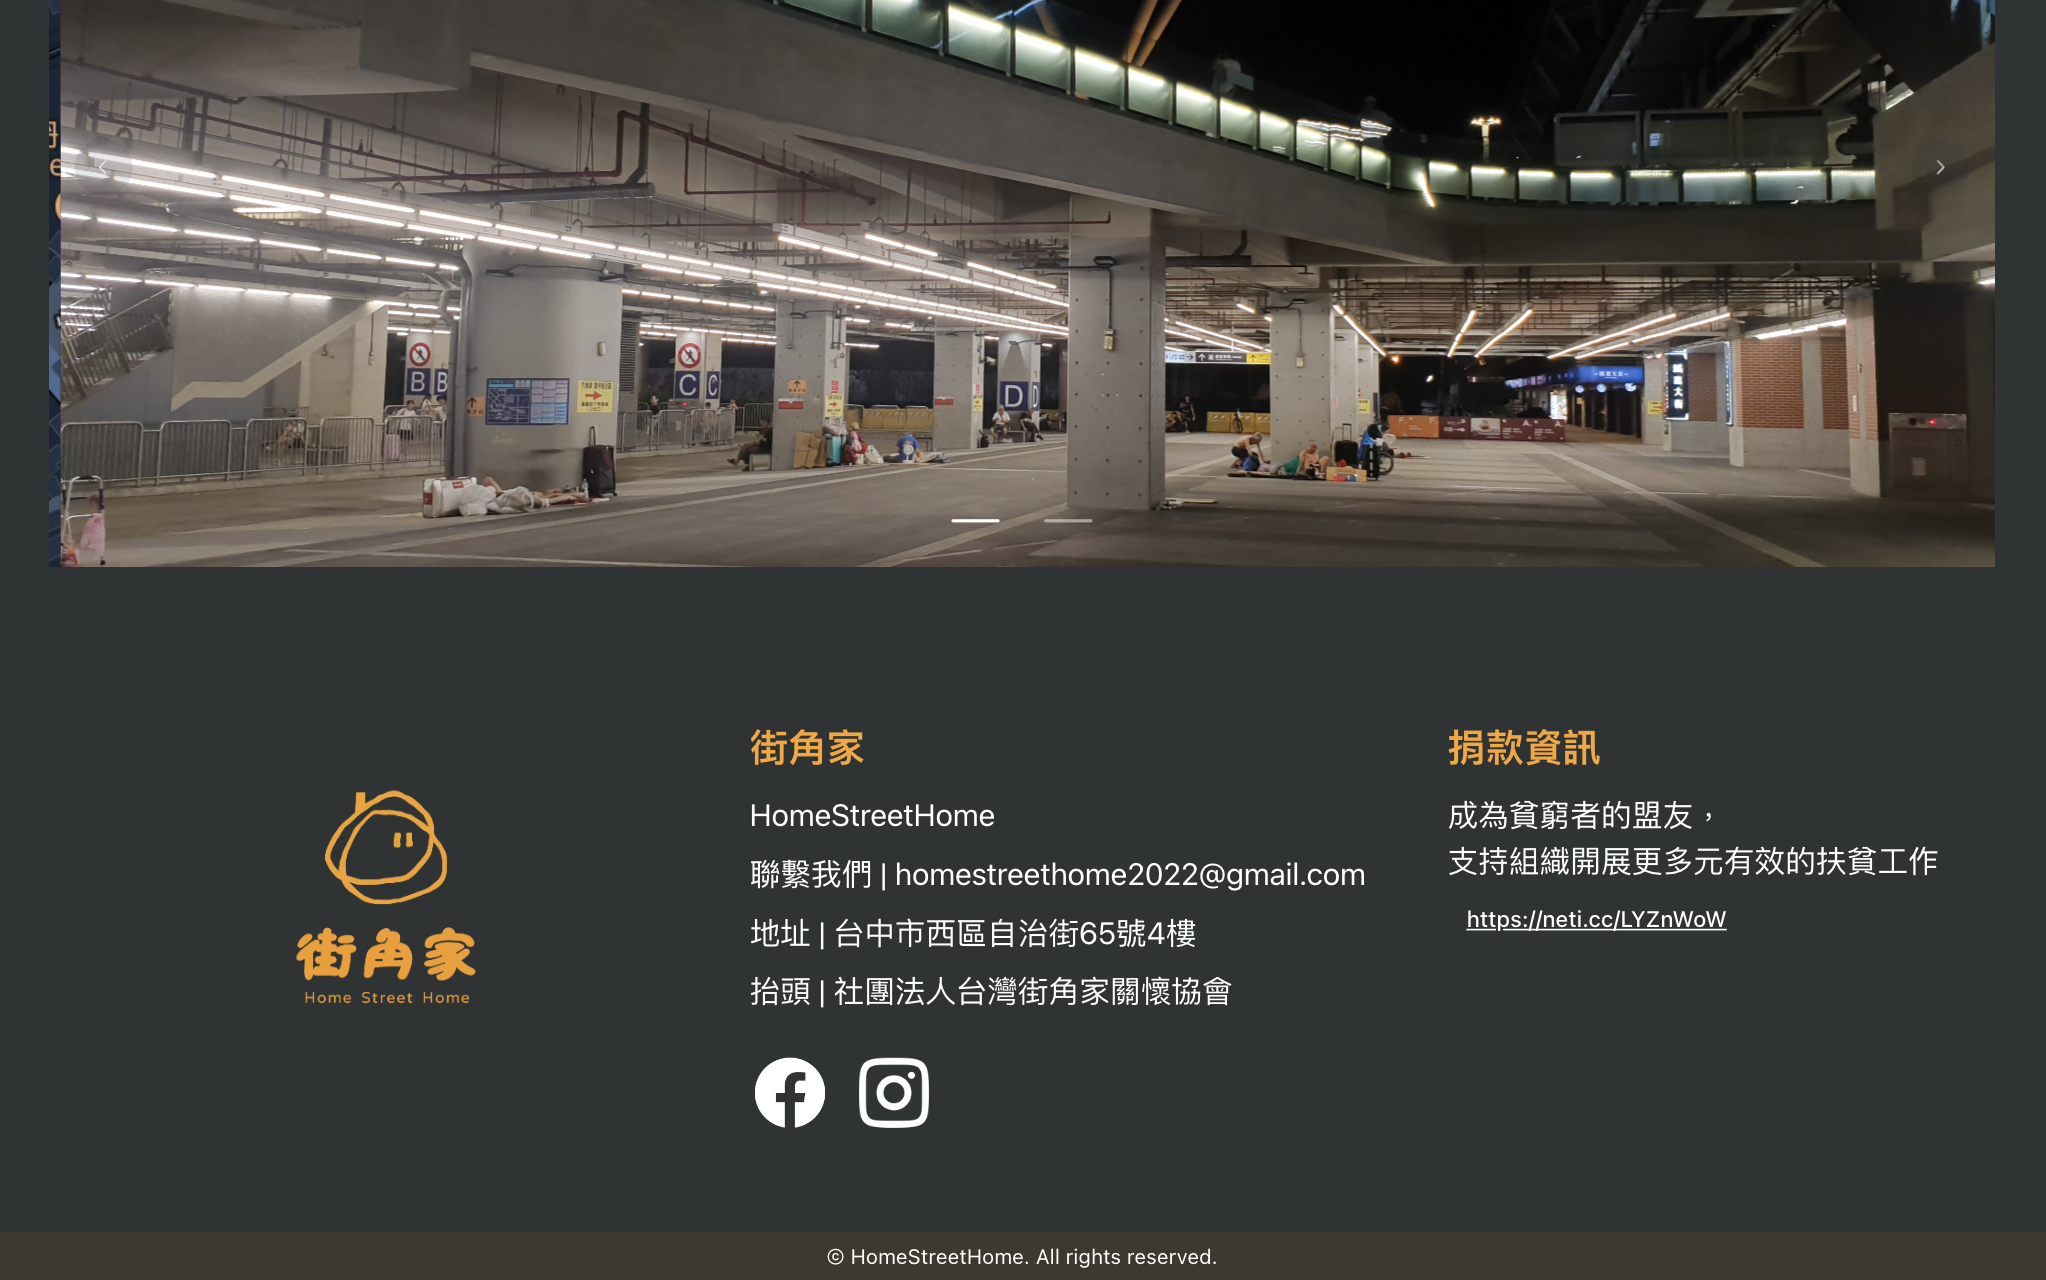 B
B
C
C
D
D
街角家
Home Street Home
街角家
HomeStreetHome
聯繫我們 | homestreethome2022@gmail.com
地址 | 台中市西區自治街65號4樓
抬頭 | 社團法人台灣街角家關懷協會
捐款資訊
成為貧窮者的盟友，
支持組織開展更多元有效的扶貧工作
https://neti.cc/LYZnWoW
© HomeStreetHome. All rights reserved.